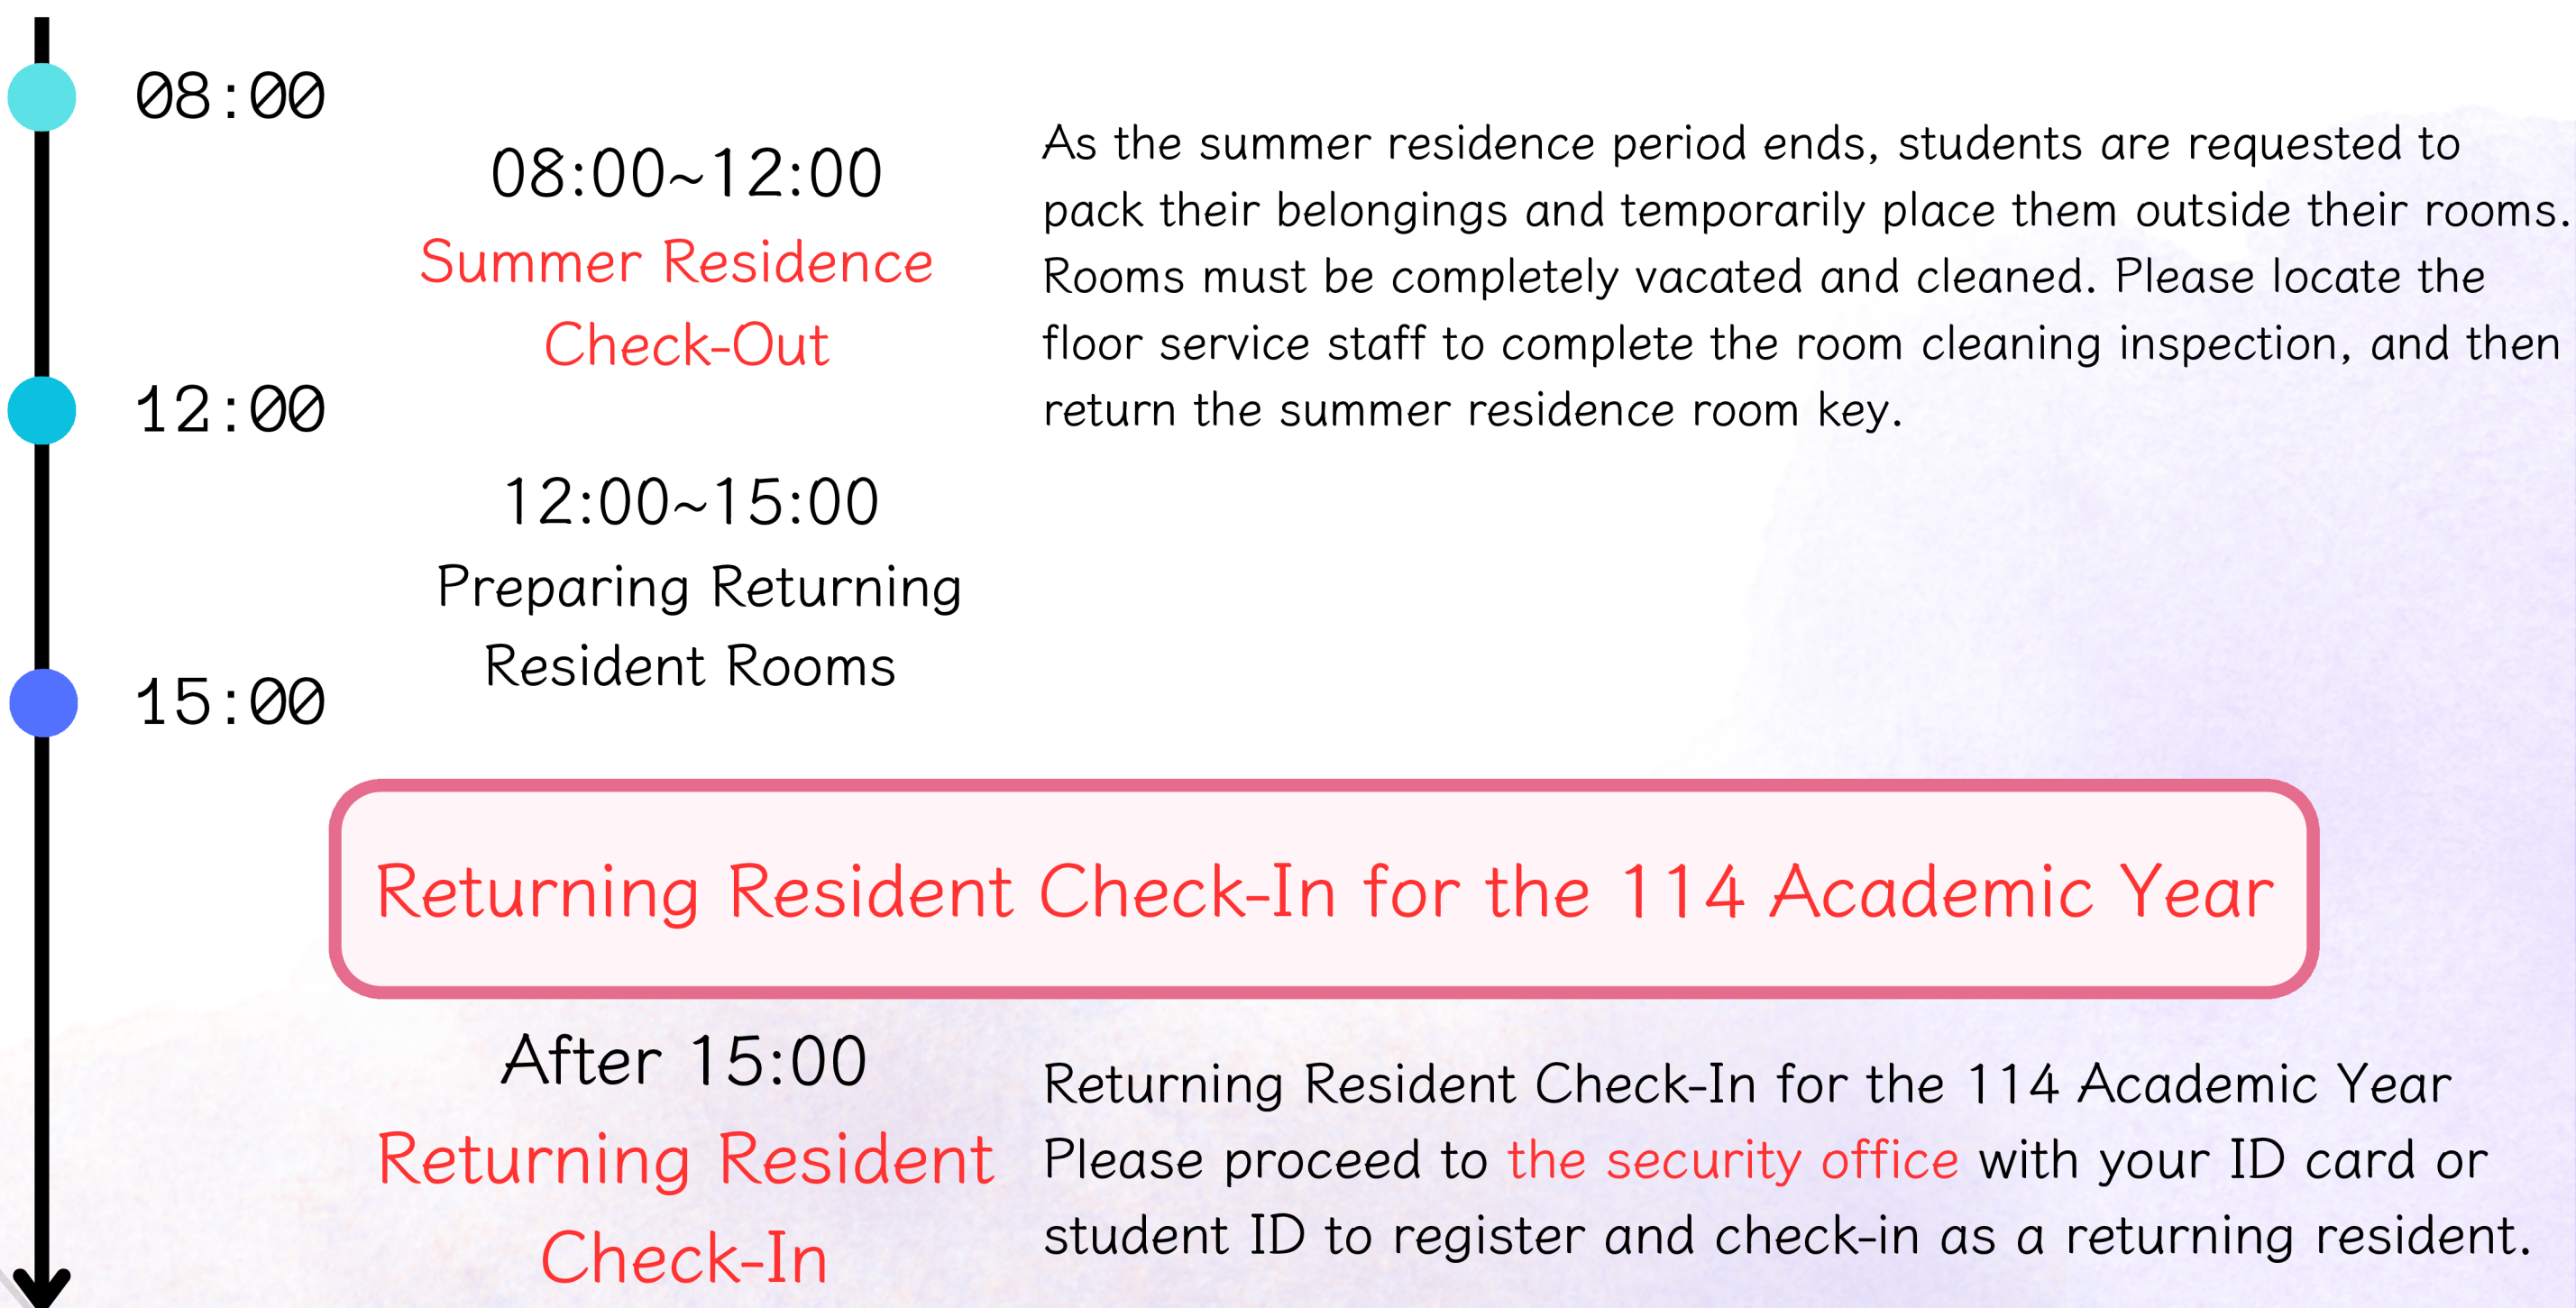 08:00
08:00~12:00
Summer Residence
Check-Out
As the summer residence period ends, students are requested to
pack their belongings and temporarily place them outside their rooms.
Rooms must be completely vacated and cleaned. Please locate the
floor service staff to complete the room cleaning inspection, and then
return the summer residence room key.
12:00
12:00~15:00
Preparing Returning
Resident Rooms
15:00
Returning Resident Check-In for the 114 Academic Year
After 15:00
Returning Resident
Check-In
Returning Resident Check-In for the 114 Academic Year
Please proceed to the security office with your ID card or
student ID to register and check-in as a returning resident.